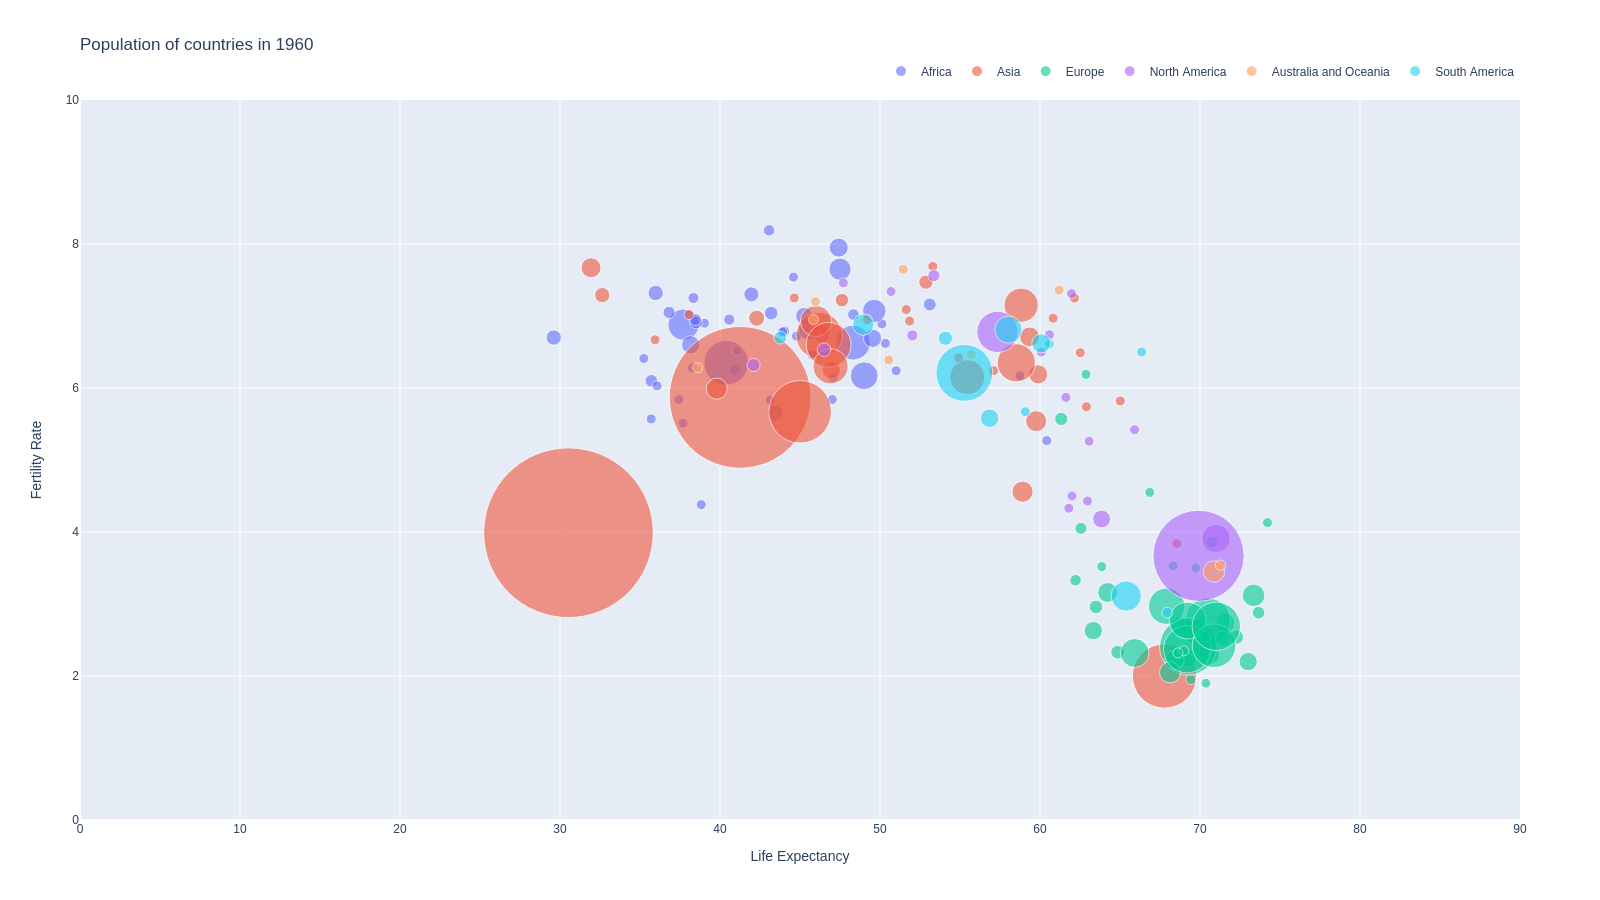 Population of countries in 1960
Africa Asia Europe North America Australia and Oceania South America
10
8
6
4
2
0
0 10 20 30 40 50 60 70 80 90
Fertility Rate
Life Expectancy